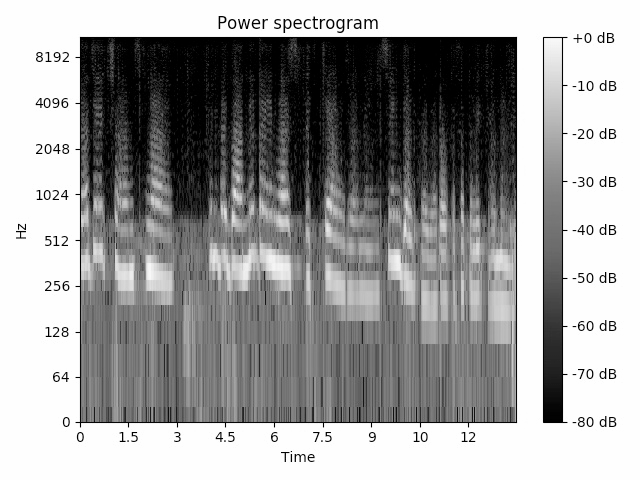 Power spectrogram
8192
4096
2048
1024
512
256
128
64
0
Hz
0 1.5 3 4.5 6 7.5 9 10 12
Time
+0 dB
-10 dB
-20 dB
-30 dB
-40 dB
-50 dB
-60 dB
-70 dB
-80 dB